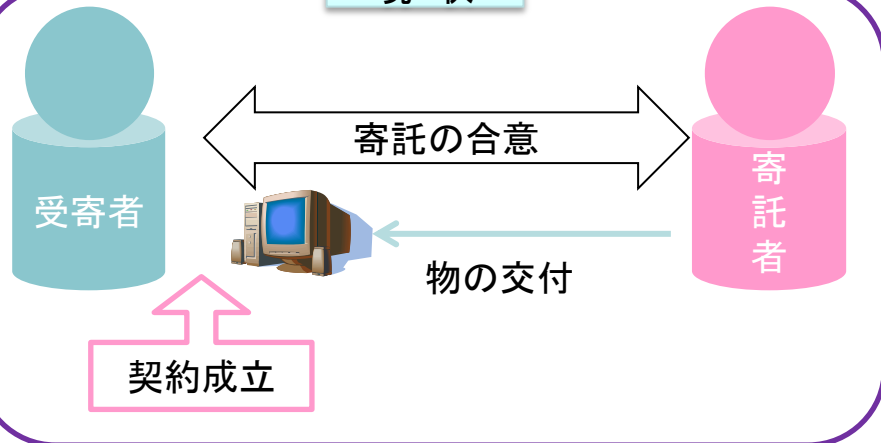 寄託の合意
受寄者
寄託者
物の交付
契約成立